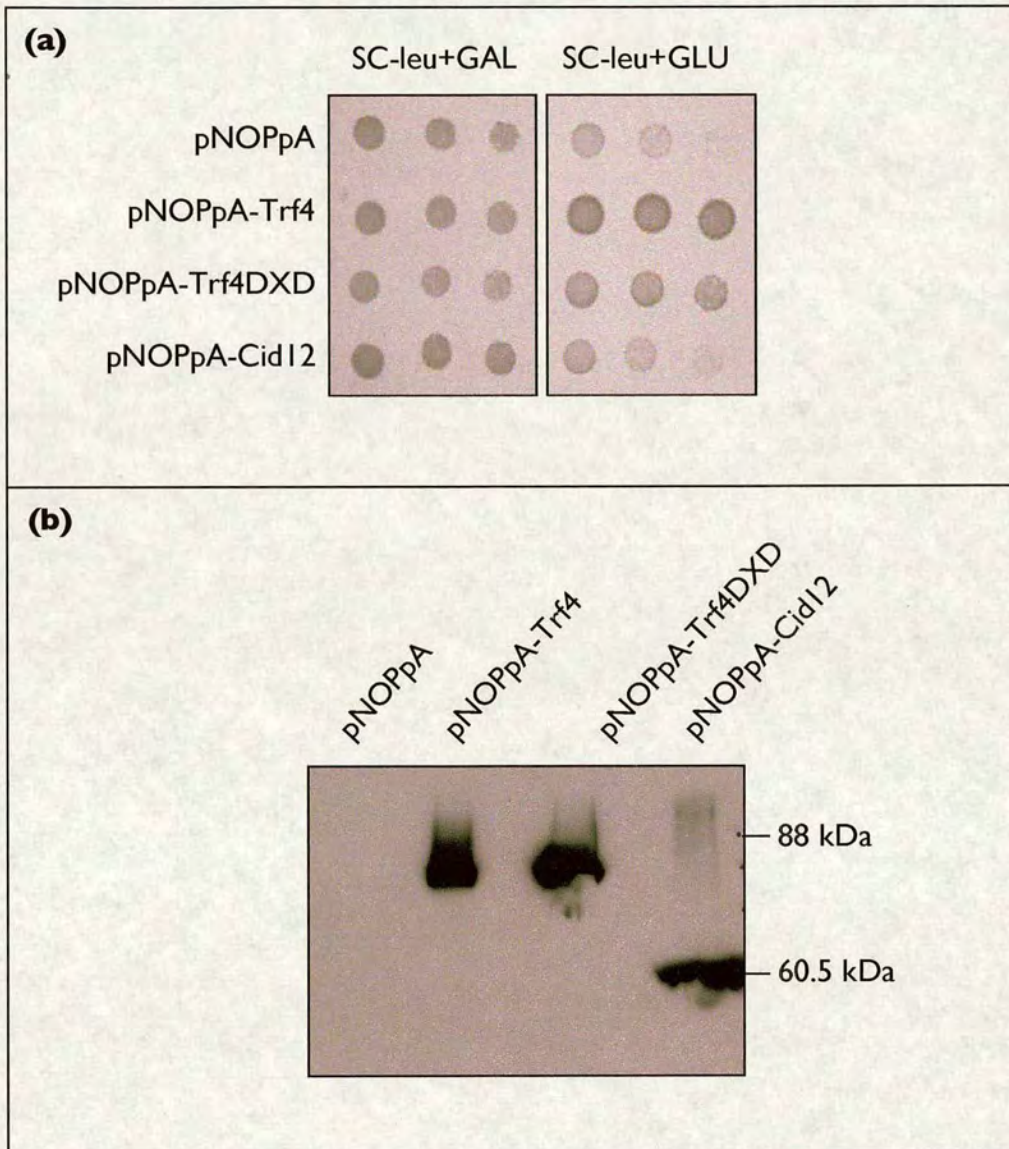 (a)
SC-leu+GAL SC-leu+GLU
pNOPpA
pNOPpA-Trf4
pNOPpA-Trf4DXD
pNOPpA-Cid12
(b)
pNOPpA
pNOPpA-Trf4
pNOPpA-Trf4DXD
pNOPpA-Cid12
88 kDa
60.5 kDa